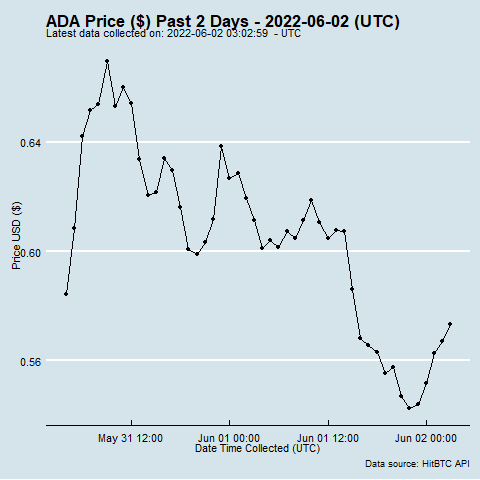 ADA Price ($) Past 2 Days - 2022-06-02 (UTC)
Latest data collected on: 2022-06-02 03:02:59 - UTC
0.64
0.60
0.56
Price USD ($)
May 31 12:00
Jun 01 00:00
Jun 01 12:00
Jun 02 00:00
Date Time Collected (UTC)
Data source: HitBTC API